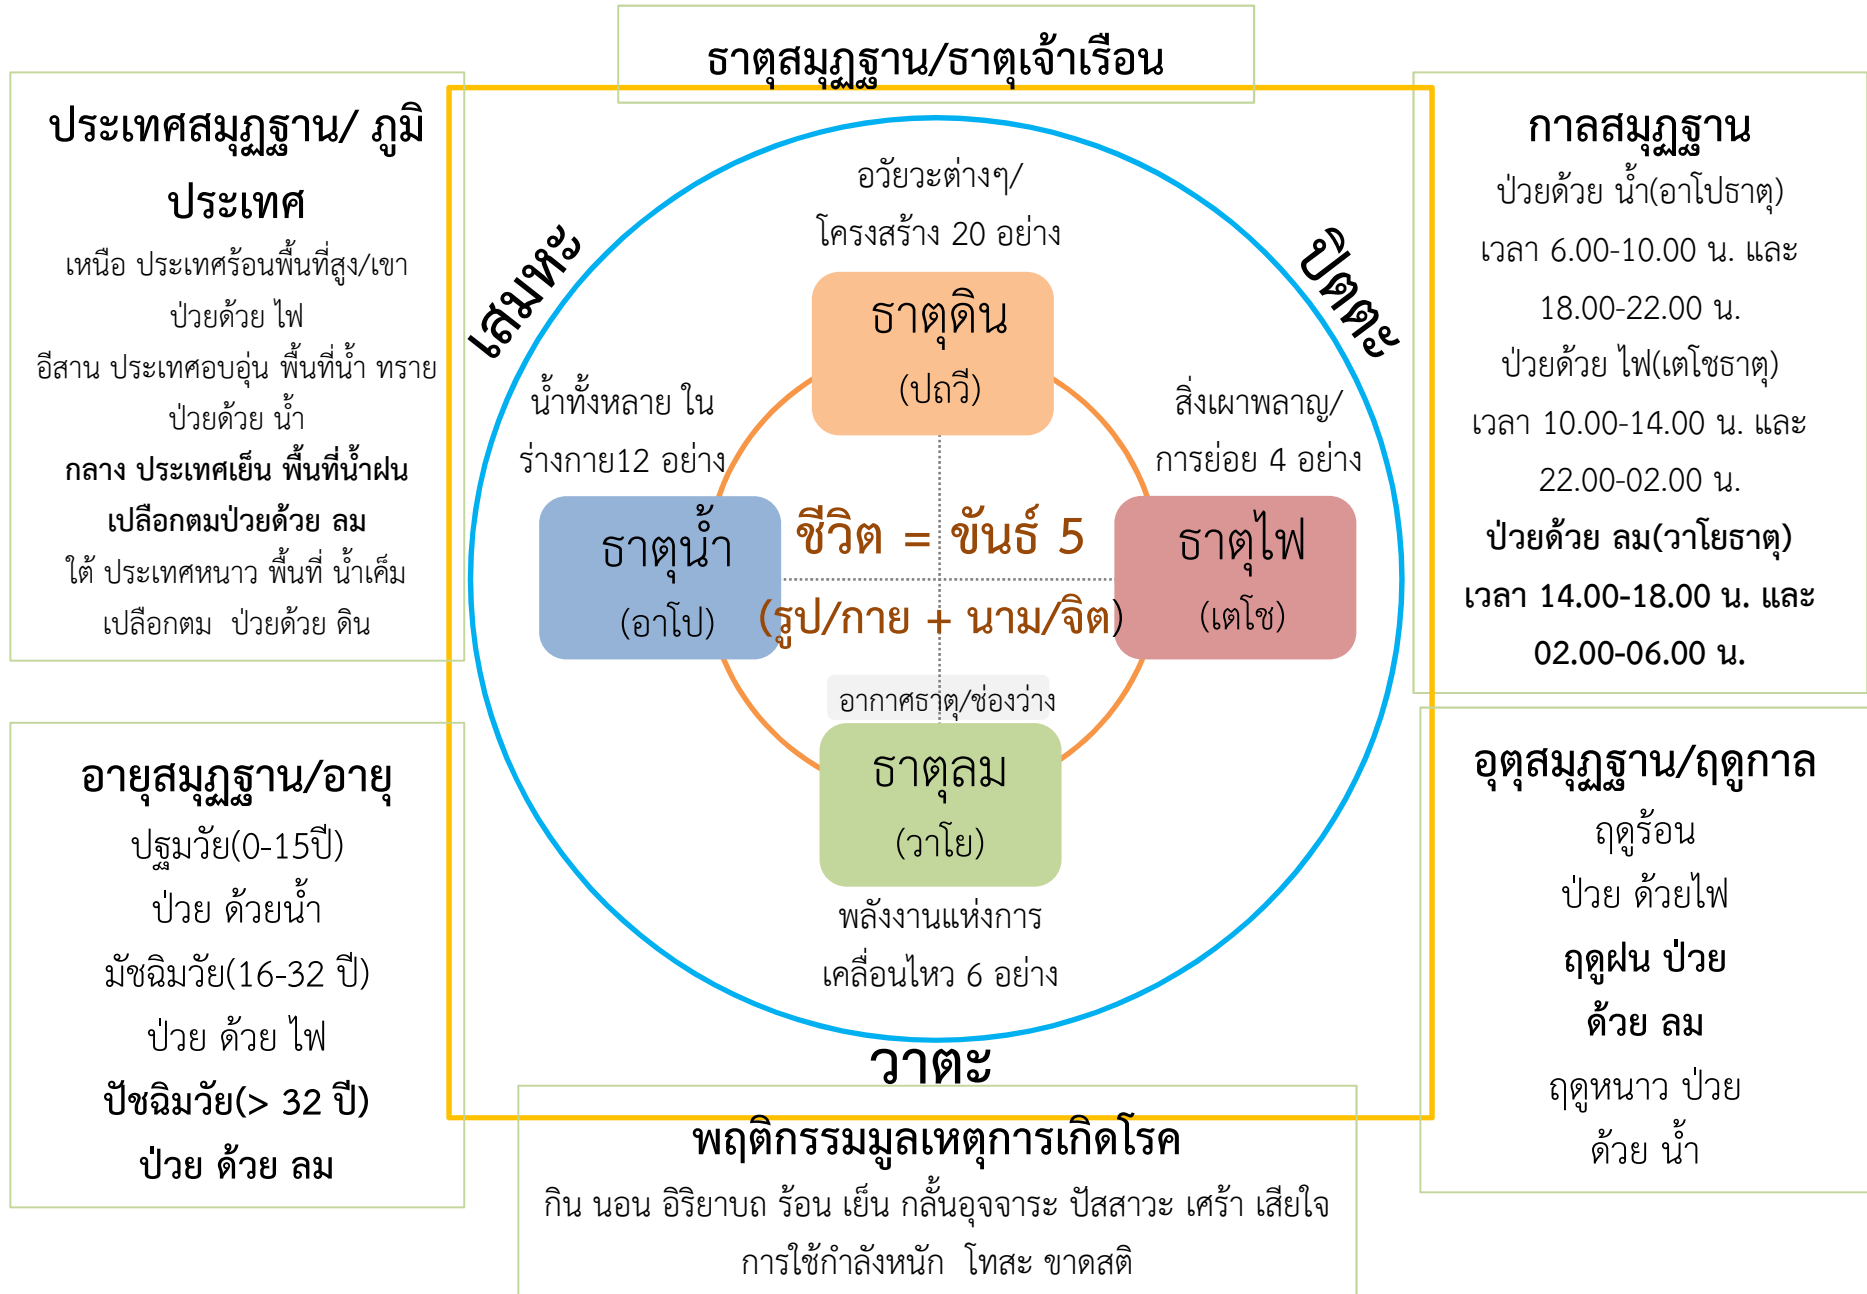 ธาตุสมุฏฐาน/ธาตุเจ้าเรือน
ประเทศสมุฏฐาน/ ภูมิ
ประเทศ
เหนือ ประเทศร้อนพื้นที่สูง/เขา
ป่วยด้วย ไฟ
อีสาน ประเทศอบอุ่น พื้นที่น้ำ ทราย
ป่วยด้วย น้ำ
กลาง ประเทศเย็น พื้นที่น้ำฝน
เปลือกตมป่วยด้วย ลม
ใต้ ประเทศหนาว พื้นที่ น้ำเค็ม
เปลือกตม ป่วยด้วย ดิน
อายุสมุฏฐาน/อายุ
ปฐมวัย(0-15ปี)
ป่วย ด้วยน้ำ
มัชฉิมวัย(16-32 ปี)
ป่วย ด้วย ไฟ
ปัชฉิมวัย(> 32 ปี)
ป่วย ด้วย ลม
เสมหะ
ปิตตะ
วาตะ
อวัยวะต่างๆ/
โครงสร้าง 20 อย่าง
ธาตุดิน
(ปถวี)
น้ำทั้งหลาย ใน
ร่างกาย12 อย่าง
ธาตุน้ำ
(อาโป)
ชีวิต = ขันธ์ 5
(รูป/กาย + นาม/จิต)
สิ่งเผาพลาญ/
การย่อย 4 อย่าง
ธาตุไฟ
(เตโช)
อากาศธาตุ/ช่องว่าง
ธาตุลม
(วาโย)
พลังงานแห่งการ
เคลื่อนไหว 6 อย่าง
กาลสมุฏฐาน
ป่วยด้วย น้ำ(อาโปธาตุ)
เวลา 6.00-10.00 น. และ
18.00-22.00 น.
ป่วยด้วย ไฟ(เตโชธาตุ)
เวลา 10.00-14.00 น. และ
22.00-02.00 น.
ป่วยด้วย ลม(วาโยธาตุ)
เวลา 14.00-18.00 น. และ
02.00-06.00 น.
อุตุสมุฏฐาน/ฤดูกาล
ฤดูร้อน
ป่วย ด้วยไฟ
ฤดูฝน ป่วย
ด้วย ลม
ฤดูหนาว ป่วย
ด้วย น้ำ
พฤติกรรมมูลเหตุการเกิดโรค
กิน นอน อิริยาบถ ร้อน เย็น กลั้นอุจจาระ ปัสสาวะ เศร้า เสียใจ
การใช้กำลังหนัก โทสะ ขาดสติ